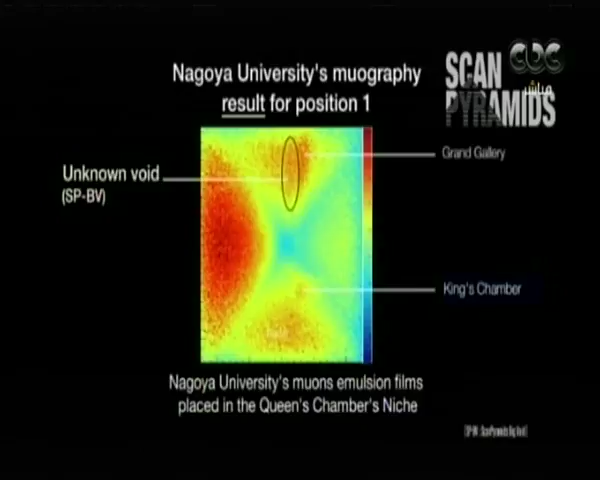 Nagoya University's muography
result for position 1
SCAN
PYRAMIDS
CBC
مباشر
Unknown void
(SP-BV)
Grand Gallery
King's Chamber
Nagoya University's muons emulsion films
placed in the Queen's Chamber's Niche